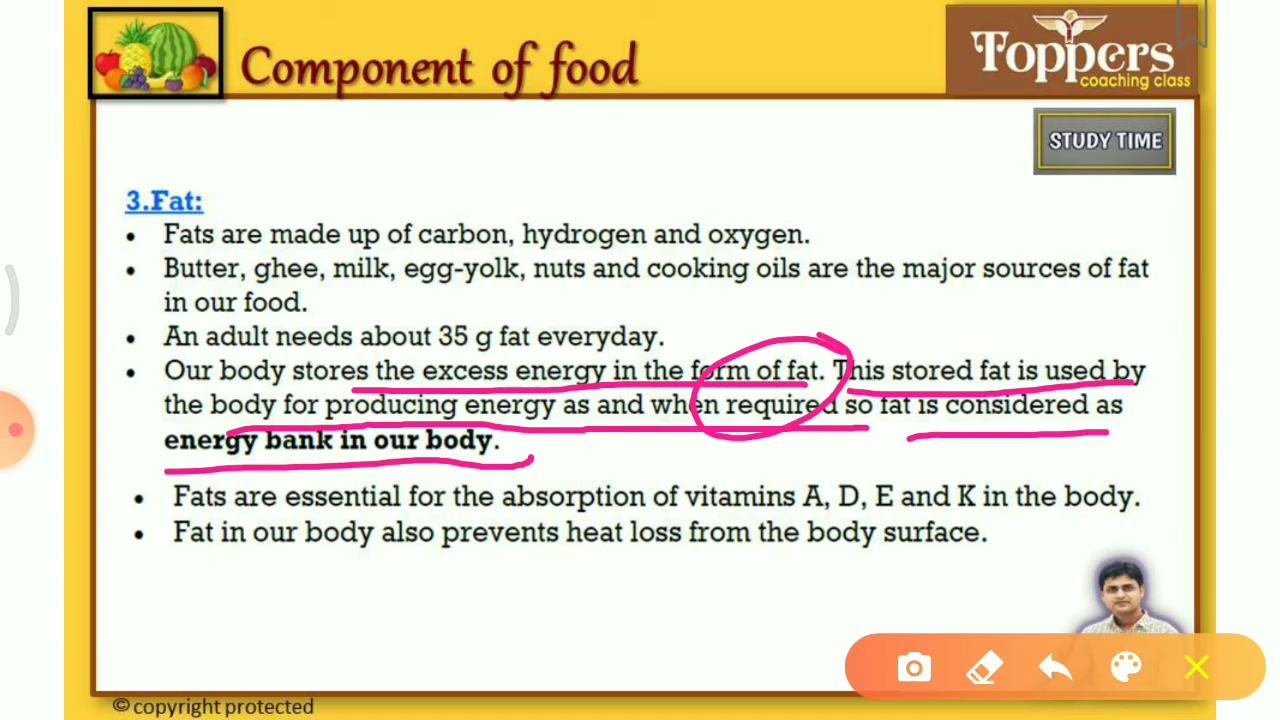 Component of food
Toppers
coaching class
STUDY TIME
3.Fat:
• Fats are made up of carbon, hydrogen and oxygen.
• Butter, ghee, milk, egg-yolk, nuts and cooking oils are the major sources of fat
in our food.
• An adult needs about 35 g fat everyday.
• Our body stores the excess energy in the form of fat. This stored fat is used by
the body for producing energy as and when required so fat is considered as
energy bank in our body.
• Fats are essential for the absorption of vitamins A, D, E and K in the body.
• Fat in our body also prevents heat loss from the body surface.
© copyright protected